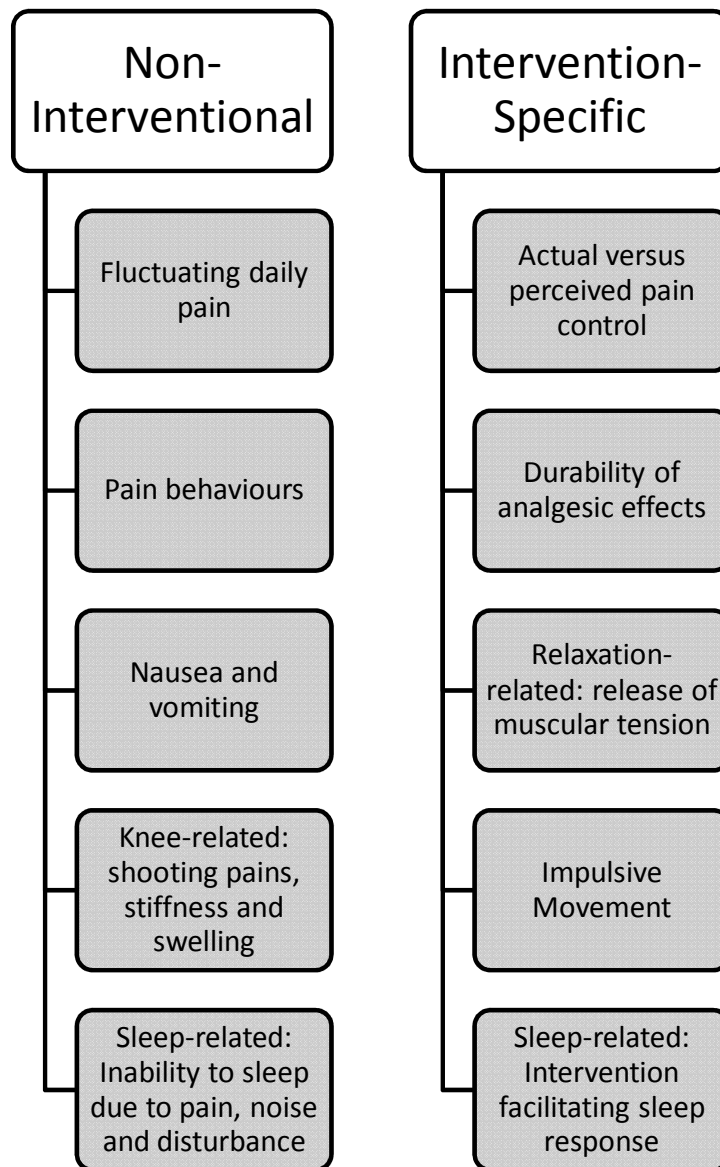 Non-
Interventional
Fluctuating daily
pain
Pain behaviours
Nausea and
vomiting
Knee-related:
shooting pains,
stiffness and
swelling
Sleep-related:
Inability to sleep
due to pain, noise
and disturbance
Intervention-
Specific
Actual versus
perceived pain
control
Durability of
analgesic effects
Relaxation-
related: release of
muscular tension
Impulsive
Movement
Sleep-related:
Intervention
facilitating sleep
response